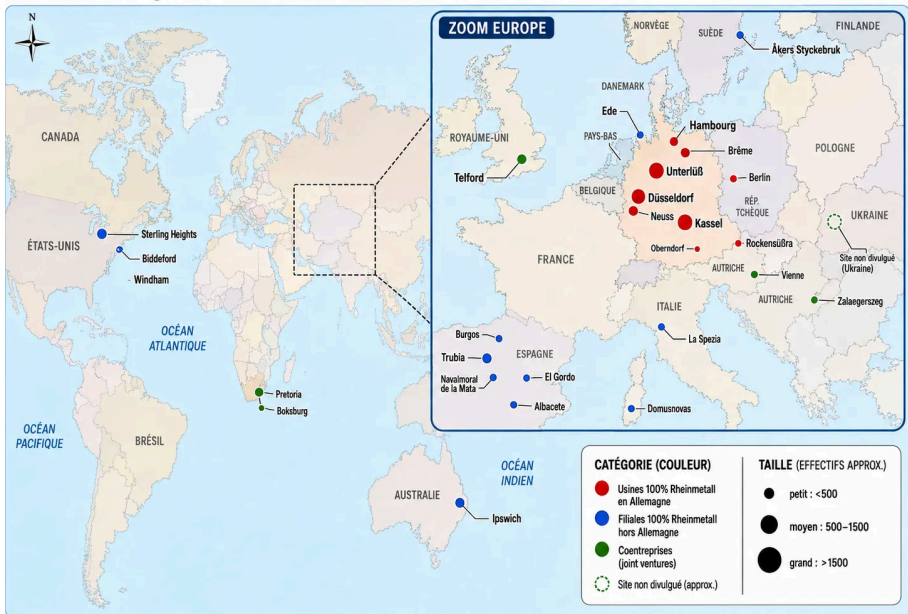 N
CANADA
ÉTATS-UNIS
Sterling Heights
Biddeford
Windham
OCÉAN
ATLANTIQUE
OCÉAN
PACIFIQUE
BRÉSIL
Pretoria
Boksburg
AUSTRALIE
Ipswich
OCÉAN
INDIEN
ZOOM EUROPE
NORVÈGE
SUÈDE
FINLANDE
Åkers Styckebruk
DANEMARK
Ede
Hambourg
ROYAUME-UNI
PAYS-BAS
Brême
POLOGNE
Telford
Unterlüß
Berlin
BELGIQUE
Düsseldorf
RÉP.
TCHÈQUE
UKRAINE
Neuss
Kassel
Site non divulgué
(Ukraine)
Oberndorf
Rockensüßra
FRANCE
AUTRICHE
Vienne
AUTRICHE
Zalaegerszeg
ITALIE
La Spezia
Burgos
ESPAGNE
Trubia
Navalmoral
de la Mata
El Gordo
Albacete
Domusnovas
CATÉGORIE (COULEUR)
Usines 100% Rheinmetall
en Allemagne
Filiales 100% Rheinmetall
hors Allemagne
Coentreprises
(joint ventures)
Site non divulgué (approx.)
TAILLE (EFFECTIFS APPROX.)
petit : <500
moyen : 500–1500
grand : >1500